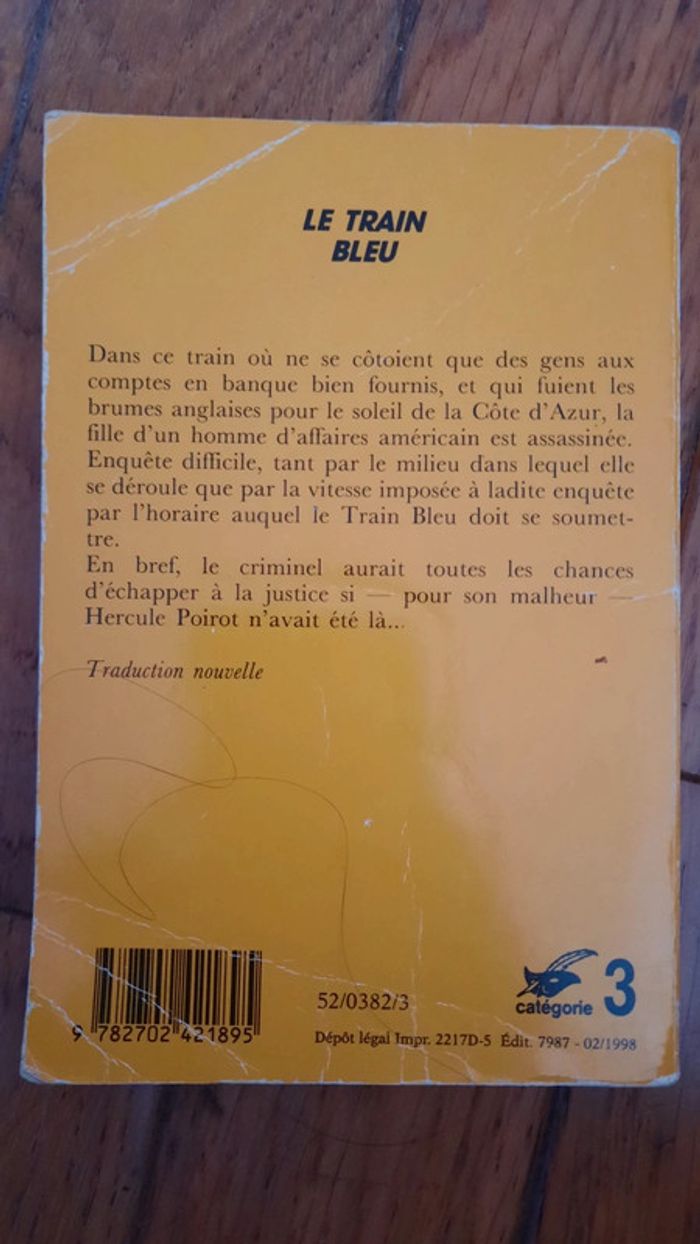 LE TRAIN
BLEU
Dans ce train où ne se côtoient que des gens aux
comptes en banque bien fournis, et qui fuient les
brumes anglaises pour le soleil de la Côte d'Azur, la
fille d'un homme d'affaires américain est assassinée.
Enquête difficile, tant par le milieu dans lequel elle
se déroule que par la vitesse imposée à ladite enquête
par l'horaire auquel le Train Bleu doit se soumet-
tre.
En bref, le criminel aurait toutes les chances
d'échapper à la justice si — pour son malheur —
Hercule Poirot n'avait été là...
Traduction nouvelle
52/0382/3
catégorie 3
9 782702 421895
Dépôt légal Impr. 2217D-5 Édit. 7987 - 02/1998